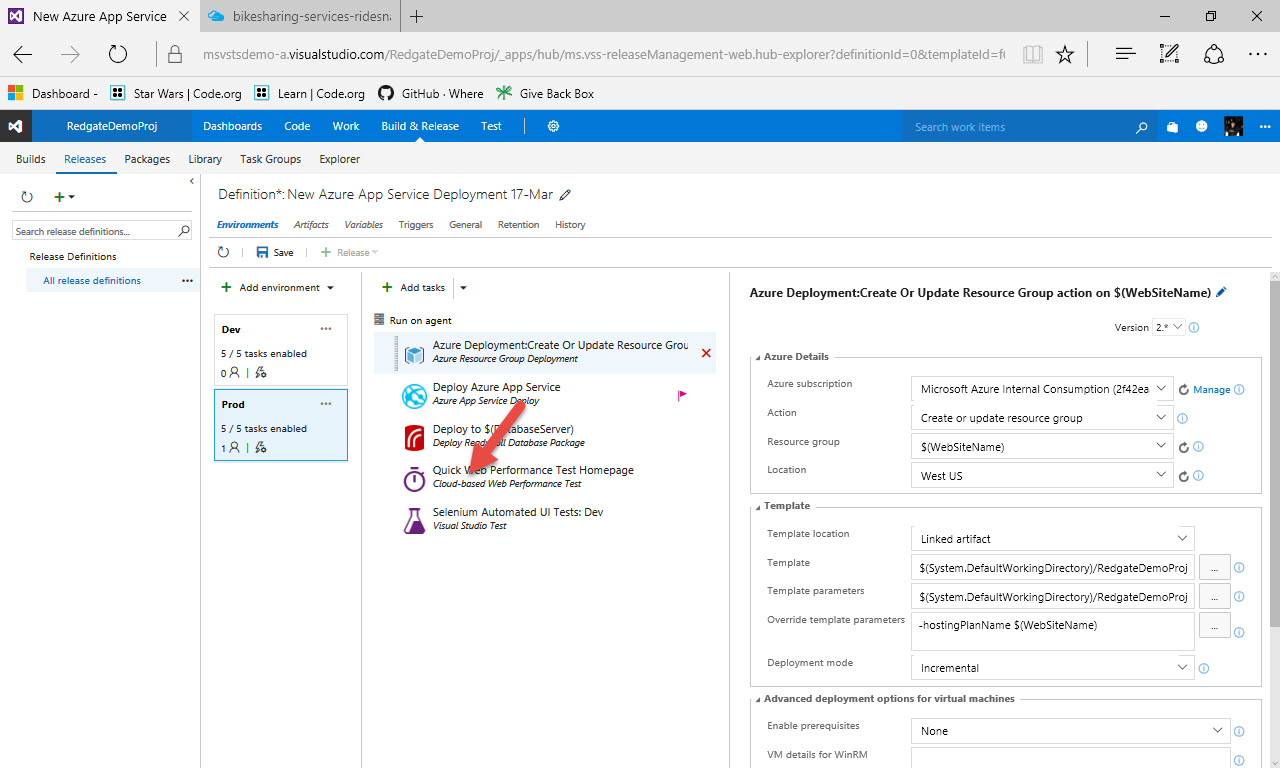 New Azure App Service
bikesharing-services-ridesn
msvstsdemo-a.visualstudio.com/RedgateDemoProj/_apps/hub/ms.vss-releaseManagement-web.hub-explorer?definitionId=0&templateId=f
Dashboard - Star Wars | Code.org Learn | Code.org GitHub · Where Give Back Box
RedgateDemoProj Dashboards Code Work Build & Release Test Search work items
Builds Releases Packages Library Task Groups Explorer
Definition*: New Azure App Service Deployment 17-Mar
Search release definitions...
Environments Artifacts Variables Triggers General Retention History
Release Definitions
All release definitions
Save Release
Add environment
Dev
5 / 5 tasks enabled
0
Prod
5 / 5 tasks enabled
1
Add tasks
Run on agent
Azure Deployment:Create Or Update Resource Grou
Azure Resource Group Deployment
Deploy Azure App Service
Azure App Service Deploy
Deploy to $(DatabaseServer)
Deploy ReadyRoll Database Package
Quick Web Performance Test Homepage
Cloud-based Web Performance Test
Selenium Automated UI Tests: Dev
Visual Studio Test
Azure Deployment:Create Or Update Resource Group action on $(WebSiteName)
Version 2.*
Azure Details
Azure subscription Microsoft Azure Internal Consumption (2f42ea Manage
Action Create or update resource group
Resource group $(WebSiteName)
Location West US
Template
Template location Linked artifact
Template $(System.DefaultWorkingDirectory)/RedgateDemoProj ...
Template parameters $(System.DefaultWorkingDirectory)/RedgateDemoProj ...
Override template parameters -hostingPlanName $(WebSiteName) ...
Deployment mode Incremental
Advanced deployment options for virtual machines
Enable prerequisites None
VM details for WinRM